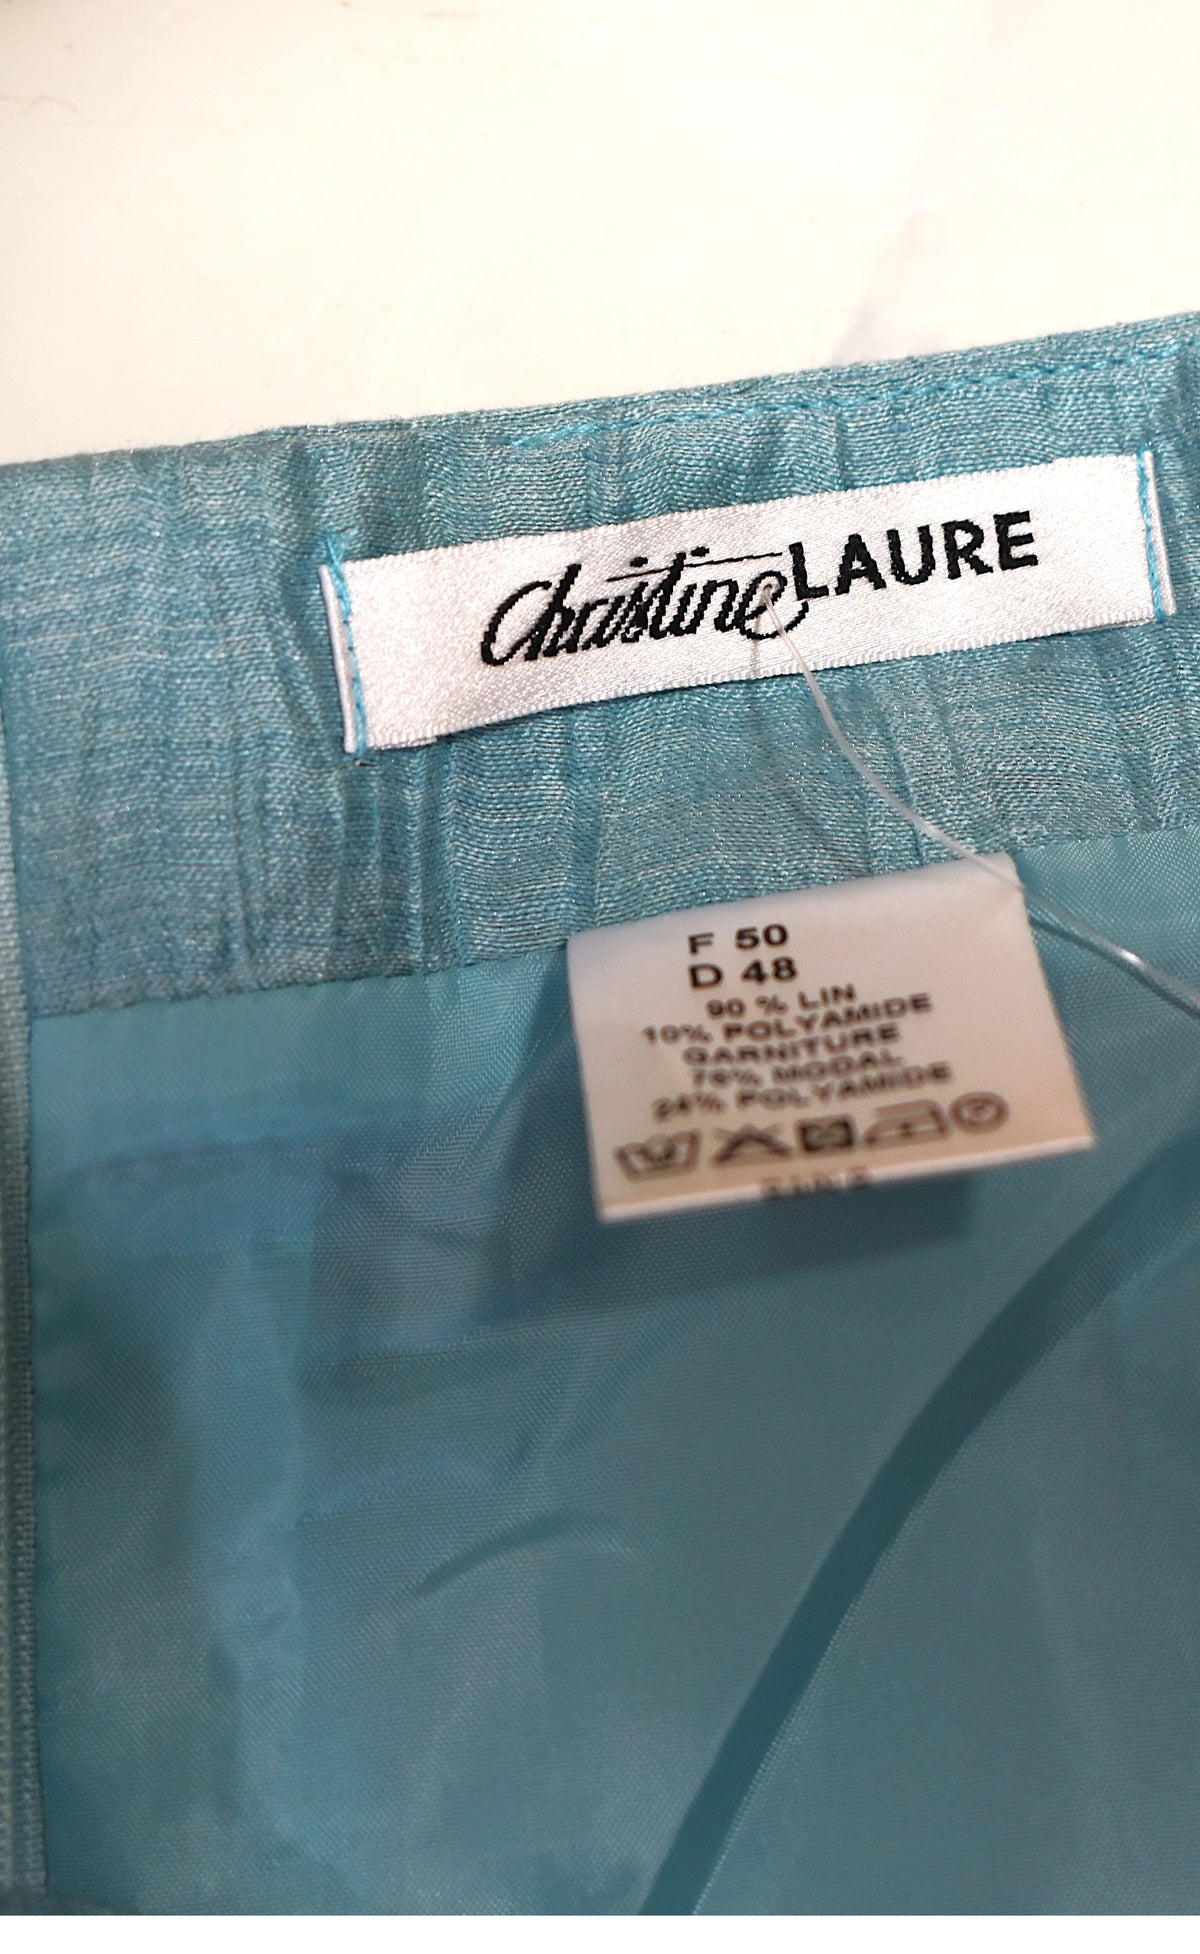 Christine LAURE
F 50
D 48
90 % LIN
10% POLYAMIDE
GARNITURE
76% MODAL
24% POLYAMIDE